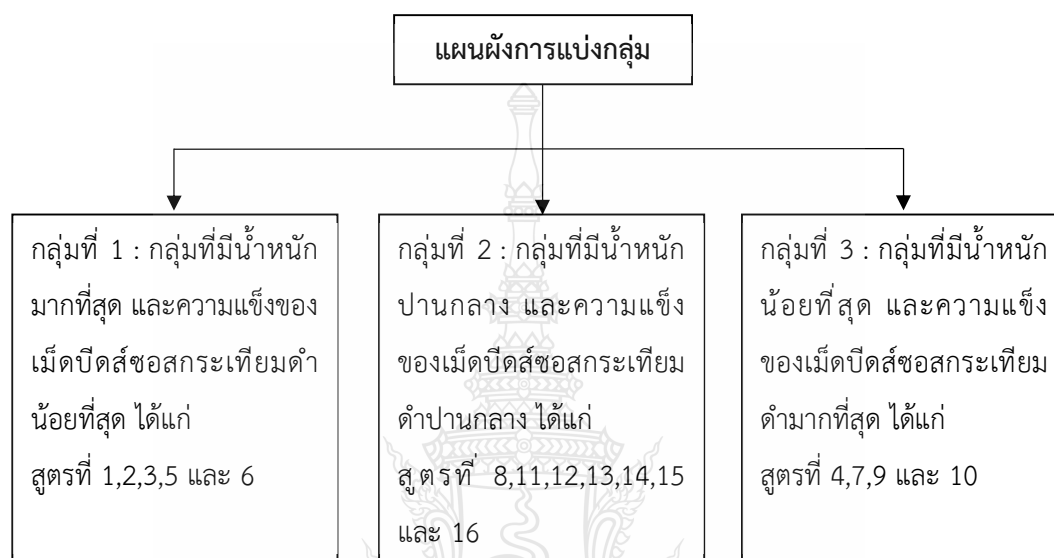 แผนผังการแบ่งกลุ่ม
กลุ่มที่ 1 : กลุ่มที่มีน้ำหนัก
มากที่สุด และความแข็งของ
เม็ดบีดส์ซอสกระเทียมดำ
น้อยที่สุด ได้แก่
สูตรที่ 1,2,3,5 และ 6
กลุ่มที่ 2 : กลุ่มที่มีน้ำหนัก
ปานกลาง และความแข็ง
ของเม็ดบีดส์ซอสกระเทียม
ดำปานกลาง ได้แก่
สูตรที่ 8,11,12,13,14,15
และ 16
กลุ่มที่ 3 : กลุ่มที่มีน้ำหนัก
น้อยที่สุด และความแข็ง
ของเม็ดบีดส์ซอสกระเทียม
ดำมากที่สุด ได้แก่
สูตรที่ 4,7,9 และ 10